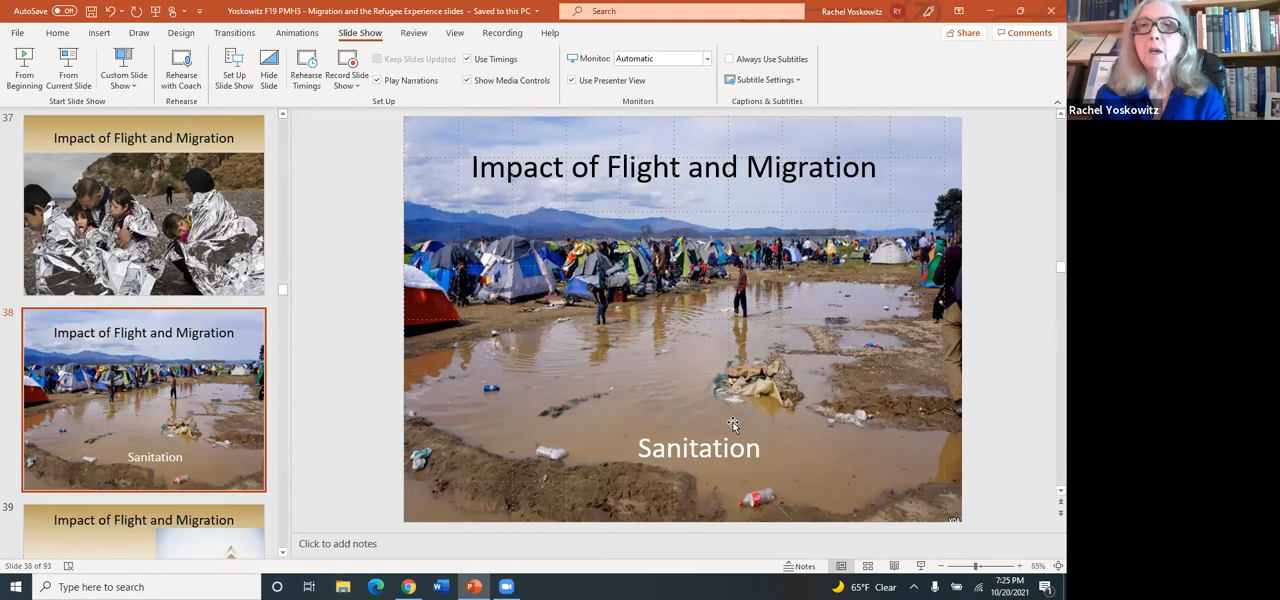 AutoSave Off Yoskowitz F19 PMH3 - Migration and the Refugee Experience slides - Saved to this PC Search Rachel Yoskowitz RY
File Home Insert Draw Design Transitions Animations Slide Show Review View Recording Help Share Comments
From Beginning
From Current Slide
Custom Slide Show
Start Slide Show
Rehearse with Coach
Rehearse
Set Up Slide Show
Hide Slide
Rehearse Timings
Record Slide Show
Keep Slides Updated
Play Narrations
Use Timings
Show Media Controls
Set Up
Monitor: Automatic
Use Presenter View
Monitors
Always Use Subtitles
Subtitle Settings
Captions & Subtitles
Rachel Yoskowitz
37
Impact of Flight and Migration
38
Impact of Flight and Migration
Sanitation
39
Impact of Flight and Migration
Impact of Flight and Migration
Sanitation
VOA
Click to add notes
Slide 38 of 93 Notes 85%
Type here to search 65°F Clear 7:25 PM
10/20/2021
1